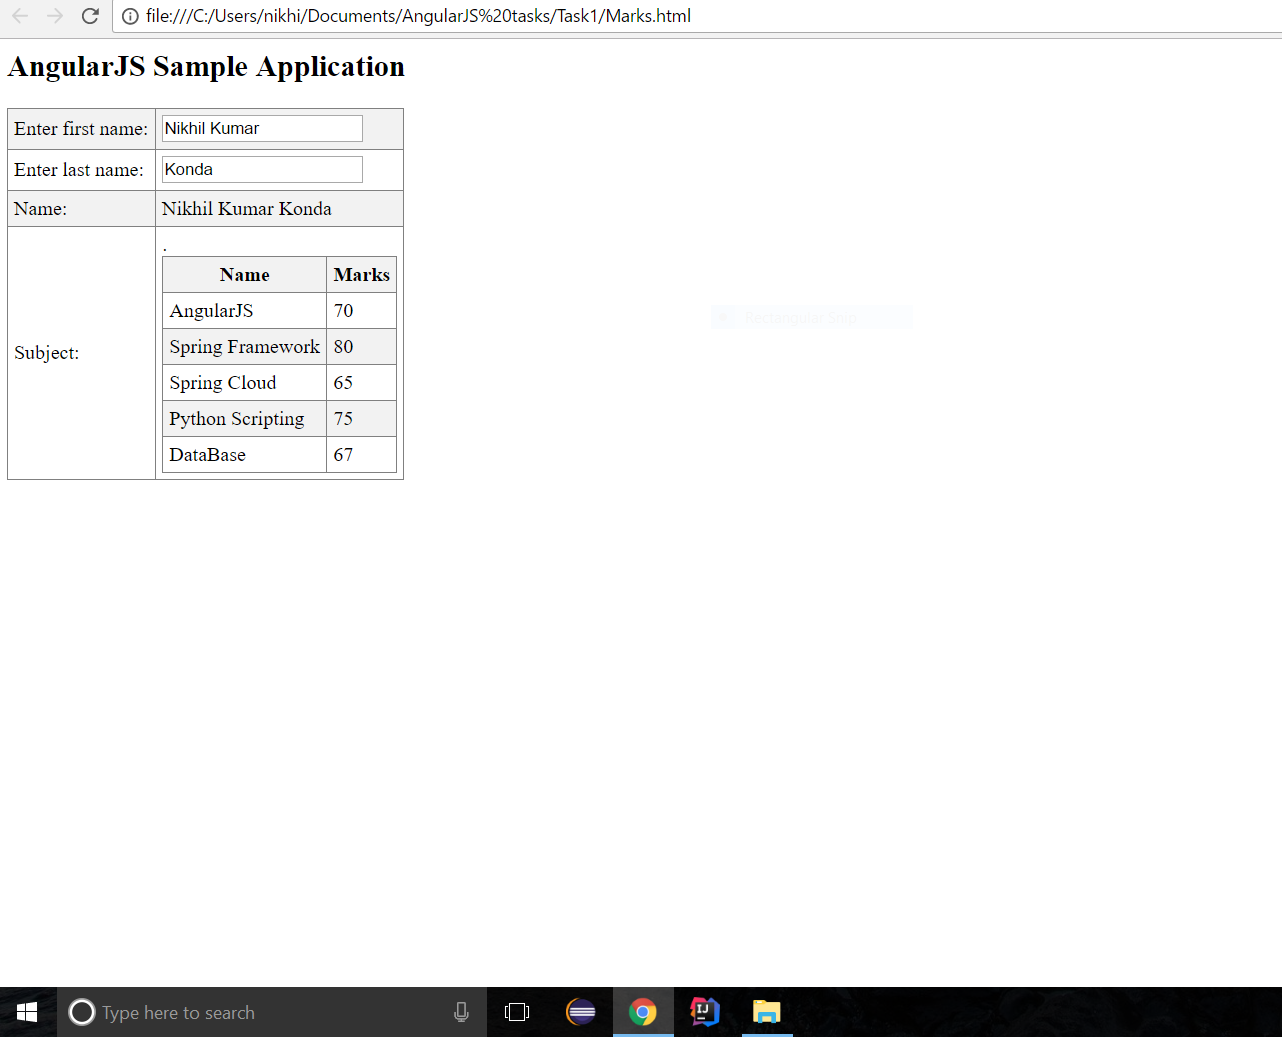 file:///C:/Users/nikhi/Documents/AngularJS%20tasks/Task1/Marks.html
AngularJS Sample Application
Enter first name: Nikhil Kumar
Enter last name: Konda
Name: Nikhil Kumar Konda
Subject:
.
Name Marks
AngularJS 70
Spring Framework 80
Spring Cloud 65
Python Scripting 75
DataBase 67
Rectangular Snip
Type here to search